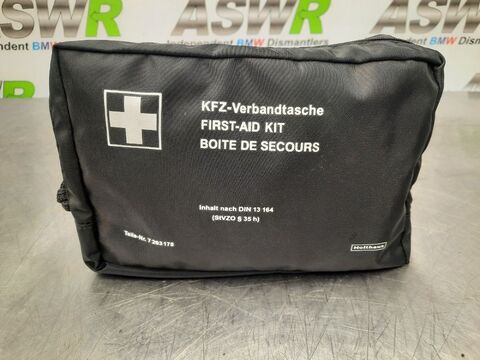 ASWR ASWR
Independent BMW Dismantlers
KFZ-Verbandtasche
FIRST-AID KIT
BOITE DE SECOURS
Inhalt nach DIN 13 164
(StVZO § 35 h)
Teile-Nr. 7 263 178
Holthaus